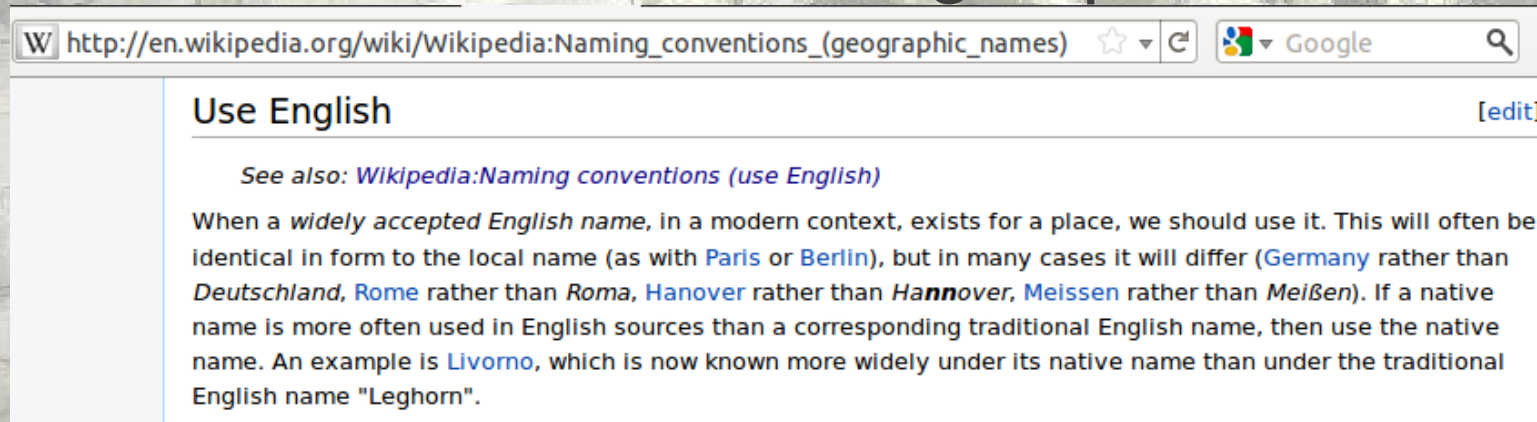 W http://en.wikipedia.org/wiki/Wikipedia:Naming_conventions_(geographic_names) Google
Use English [edit]
See also: Wikipedia:Naming conventions (use English)
When a widely accepted English name, in a modern context, exists for a place, we should use it. This will often be
identical in form to the local name (as with Paris or Berlin), but in many cases it will differ (Germany rather than
Deutschland, Rome rather than Roma, Hanover rather than Hannover, Meissen rather than Meißen). If a native
name is more often used in English sources than a corresponding traditional English name, then use the native
name. An example is Livorno, which is now known more widely under its native name than under the traditional
English name "Leghorn".